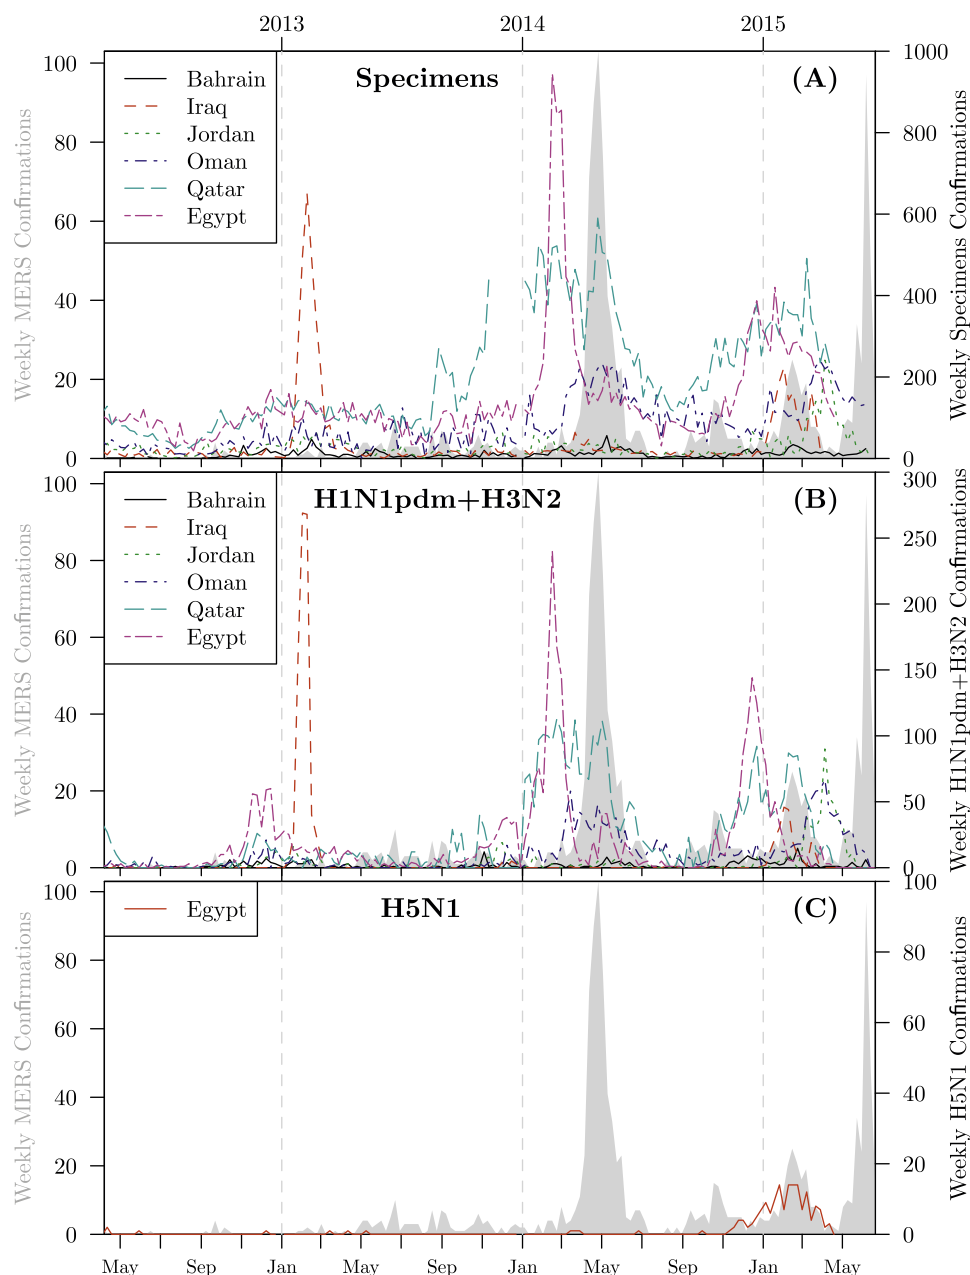 2013 2014 2015
Specimens (A)
Bahrain
Iraq
Jordan
Oman
Qatar
Egypt
Weekly MERS Confirmations
100
80
60
40
20
0
Weekly Specimens Confirmations
1000
800
600
400
200
0
H1N1pdm+H3N2 (B)
Bahrain
Iraq
Jordan
Oman
Qatar
Egypt
Weekly MERS Confirmations
100
80
60
40
20
0
Weekly H1N1pdm+H3N2 Confirmations
300
250
200
150
100
50
0
H5N1 (C)
Egypt
Weekly MERS Confirmations
100
80
60
40
20
0
Weekly H5N1 Confirmations
100
80
60
40
20
0
May Sep Jan May Sep Jan May Sep Jan May